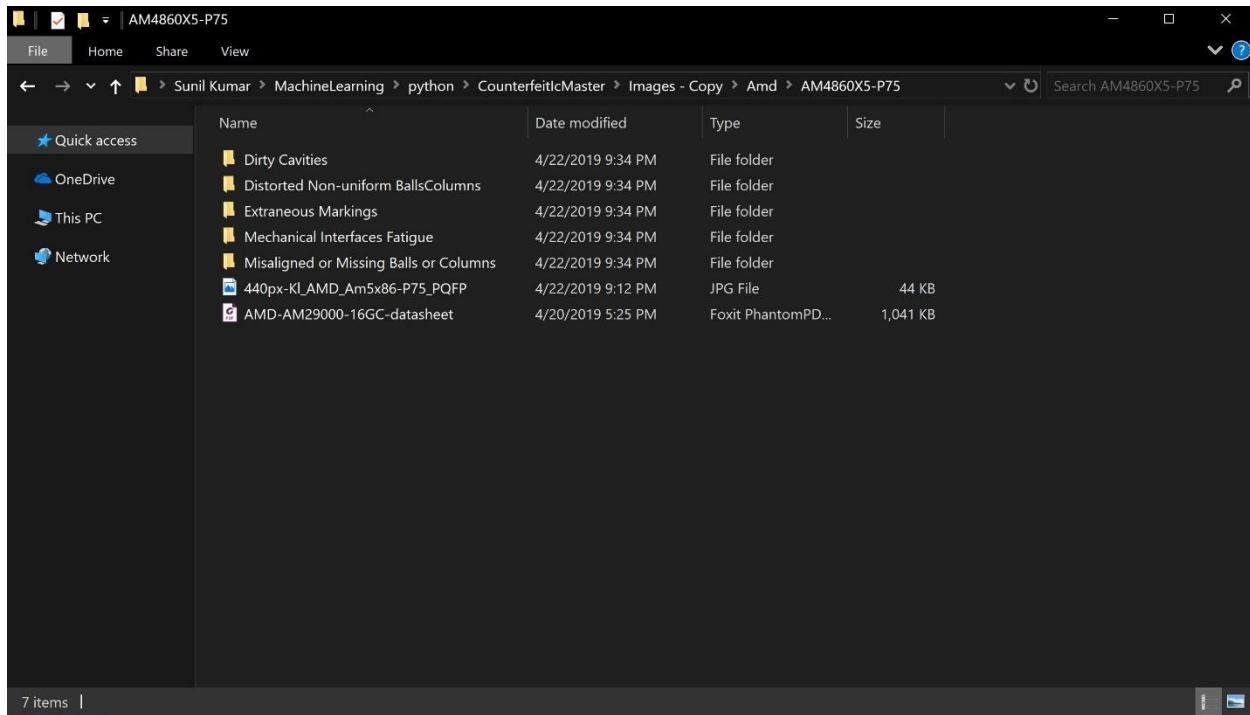 AM4860X5-P75
File Home Share View
Sunil Kumar > MachineLearning > python > CounterfeitIcMaster > Images - Copy > Amd > AM4860X5-P75 Search AM4860X5-P75
Name Date modified Type Size
Quick access
OneDrive
This PC
Network
Dirty Cavities 4/22/2019 9:34 PM File folder
Distorted Non-uniform BallsColumns 4/22/2019 9:34 PM File folder
Extraneous Markings 4/22/2019 9:34 PM File folder
Mechanical Interfaces Fatigue 4/22/2019 9:34 PM File folder
Misaligned or Missing Balls or Columns 4/22/2019 9:34 PM File folder
440px-Kl_AMD_Am5x86-P75_PQFP 4/22/2019 9:12 PM JPG File 44 KB
AMD-AM29000-16GC-datasheet 4/20/2019 5:25 PM Foxit PhantomPD... 1,041 KB
7 items